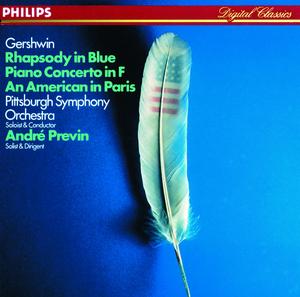 PHILIPS
Digital Classics
Gershwin
Rhapsody in Blue
Piano Concerto in F
An American in Paris
Pittsburgh Symphony
Orchestra
Soloist & Conductor
André Previn
Solist & Dirigent